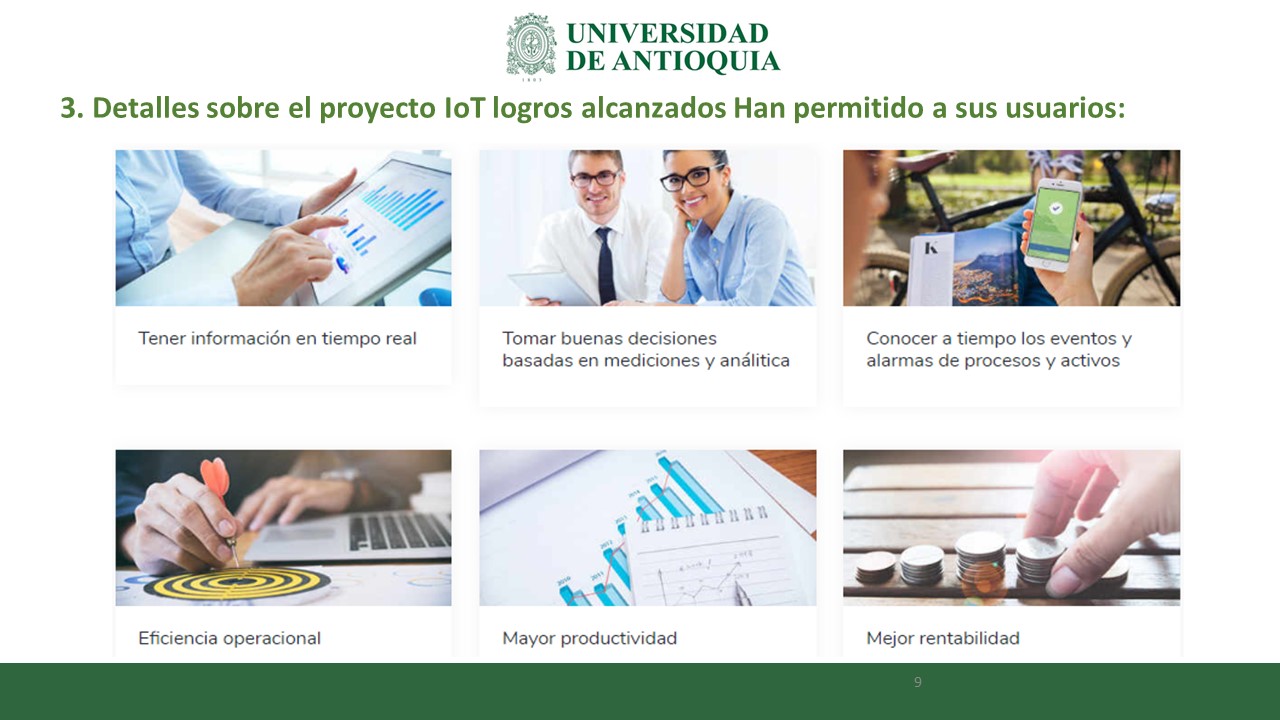 UNIVERSIDAD
DE ANTIOQUIA
1803
3. Detalles sobre el proyecto IoT logros alcanzados Han permitido a sus usuarios:
K
Tener información en tiempo real
Tomar buenas decisiones
basadas en mediciones y análitica
Conocer a tiempo los eventos y
alarmas de procesos y activos
Eficiencia operacional
Mayor productividad
Mejor rentabilidad
9